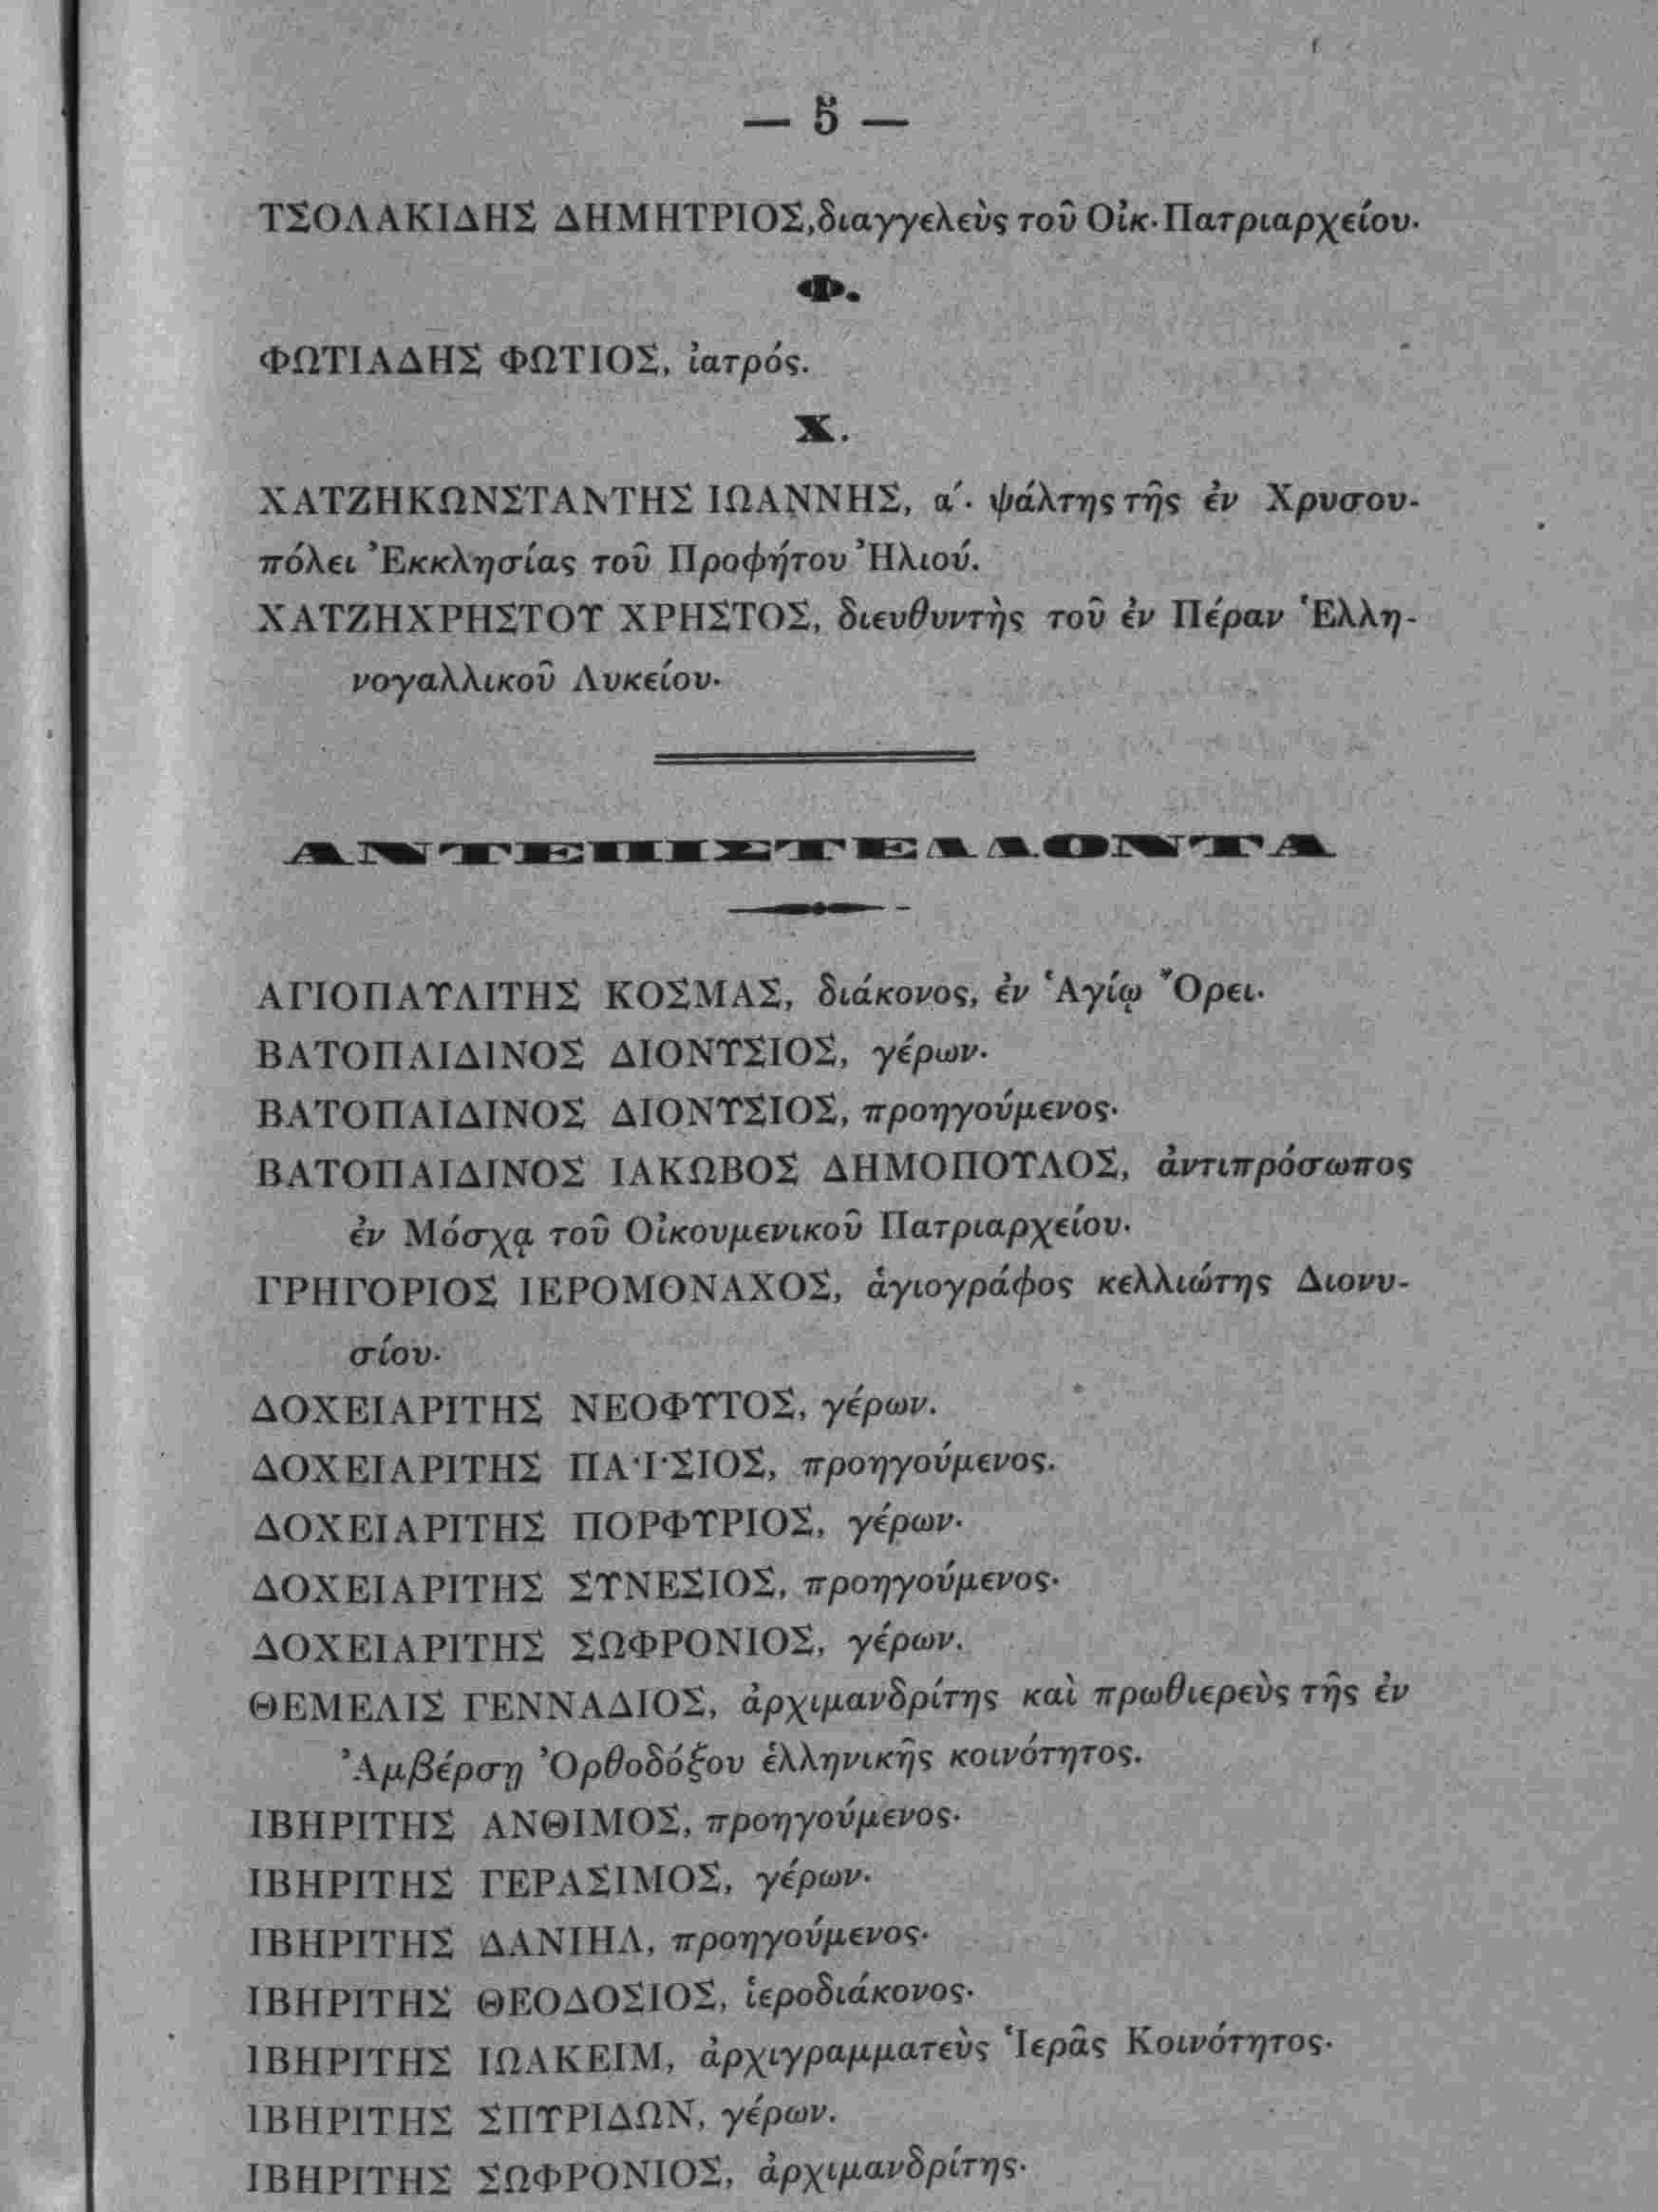 — 5 —
ΤΣΟΛΑΚΙΔΗΣ ΔΗΜΗΤΡΙΟΣ, διαγγελεὺς τοῦ Οἰκ. Πατριαρχείου.
Φ.
ΦΩΤΙΑΔΗΣ ΦΩΤΙΟΣ, ἰατρός.
Χ.
ΧΑΤΖΗΚΩΝΣΤΑΝΤΗΣ ΙΩΑΝΝΗΣ, α΄. ψάλτης τῆς ἐν Χρυσου-
πόλει Ἐκκλησίας τοῦ Προφήτου Ἠλιού.
ΧΑΤΖΗΧΡΗΣΤΟΥ ΧΡΗΣΤΟΣ, διευθυντὴς τοῦ ἐν Πέραν Ἑλλη-
νογαλλικοῦ Λυκείου.
ΑΝΤΕΠΙΣΤΕΛΛΟΝΤΑ
ΑΓΙΟΠΑΥΛΙΤΗΣ ΚΟΣΜΑΣ, διάκονος, ἐν Ἁγίῳ Ὄρει.
ΒΑΤΟΠΑΙΔΙΝΟΣ ΔΙΟΝΥΣΙΟΣ, γέρων.
ΒΑΤΟΠΑΙΔΙΝΟΣ ΔΙΟΝΥΣΙΟΣ, προηγούμενος.
ΒΑΤΟΠΑΙΔΙΝΟΣ ΙΑΚΩΒΟΣ ΔΗΜΟΠΟΥΛΟΣ, ἀντιπρόσωπος
ἐν Μόσχᾳ τοῦ Οἰκουμενικοῦ Πατριαρχείου.
ΓΡΗΓΟΡΙΟΣ ΙΕΡΟΜΟΝΑΧΟΣ, ἁγιογράφος κελλιώτης Διονυ-
σίου.
ΔΟΧΕΙΑΡΙΤΗΣ ΝΕΟΦΥΤΟΣ, γέρων.
ΔΟΧΕΙΑΡΙΤΗΣ ΠΑΪΣΙΟΣ, προηγούμενος.
ΔΟΧΕΙΑΡΙΤΗΣ ΠΟΡΦΥΡΙΟΣ, γέρων.
ΔΟΧΕΙΑΡΙΤΗΣ ΣΥΝΕΣΙΟΣ, προηγούμενος.
ΔΟΧΕΙΑΡΙΤΗΣ ΣΩΦΡΟΝΙΟΣ, γέρων.
ΘΕΜΕΛΙΣ ΓΕΝΝΑΔΙΟΣ, ἀρχιμανδρίτης καὶ πρωθιερεὺς τῆς ἐν
Ἀμβέρσῃ Ὀρθοδόξου ἑλληνικῆς κοινότητος.
ΙΒΗΡΙΤΗΣ ΑΝΘΙΜΟΣ, προηγούμενος.
ΙΒΗΡΙΤΗΣ ΓΕΡΑΣΙΜΟΣ, γέρων.
ΙΒΗΡΙΤΗΣ ΔΑΝΙΗΛ, προηγούμενος.
ΙΒΗΡΙΤΗΣ ΘΕΟΔΟΣΙΟΣ, ἱεροδιάκονος.
ΙΒΗΡΙΤΗΣ ΙΩΑΚΕΙΜ, ἀρχιγραμματεὺς Ἱερᾶς Κοινότητος.
ΙΒΗΡΙΤΗΣ ΣΠΥΡΙΔΩΝ, γέρων.
ΙΒΗΡΙΤΗΣ ΣΩΦΡΟΝΙΟΣ, ἀρχιμανδρίτης.